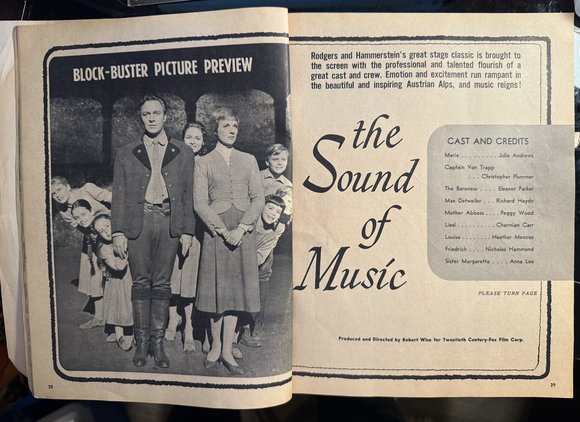 BLOCK-BUSTER PICTURE PREVIEW
28
Rodgers and Hammerstein's great stage classic is brought to
the screen with the professional and talented flourish of a
great cast and crew. Emotion and excitement run rampant in
the beautiful and inspiring Austrian Alps, and music reigns!
the
Sound
of
Music
CAST AND CREDITS
Maria . . . . . . . . . Julie Andrews
Captain Von Trapp
. . . Christopher Plummer
The Baroness . . . . Eleanor Parker
Max Detweiler . . . Richard Haydn
Mother Abbess . . . . Peggy Wood
Liesl . . . . . . . . . . Charmian Carr
Louisa . . . . . . . Heather Menzies
Friedrich . . . . Nicholas Hammond
Sister Margaretta . . . . . Anna Lee
PLEASE TURN PAGE
Produced and Directed by Robert Wise for Twentieth Century-Fox Film Corp.
29